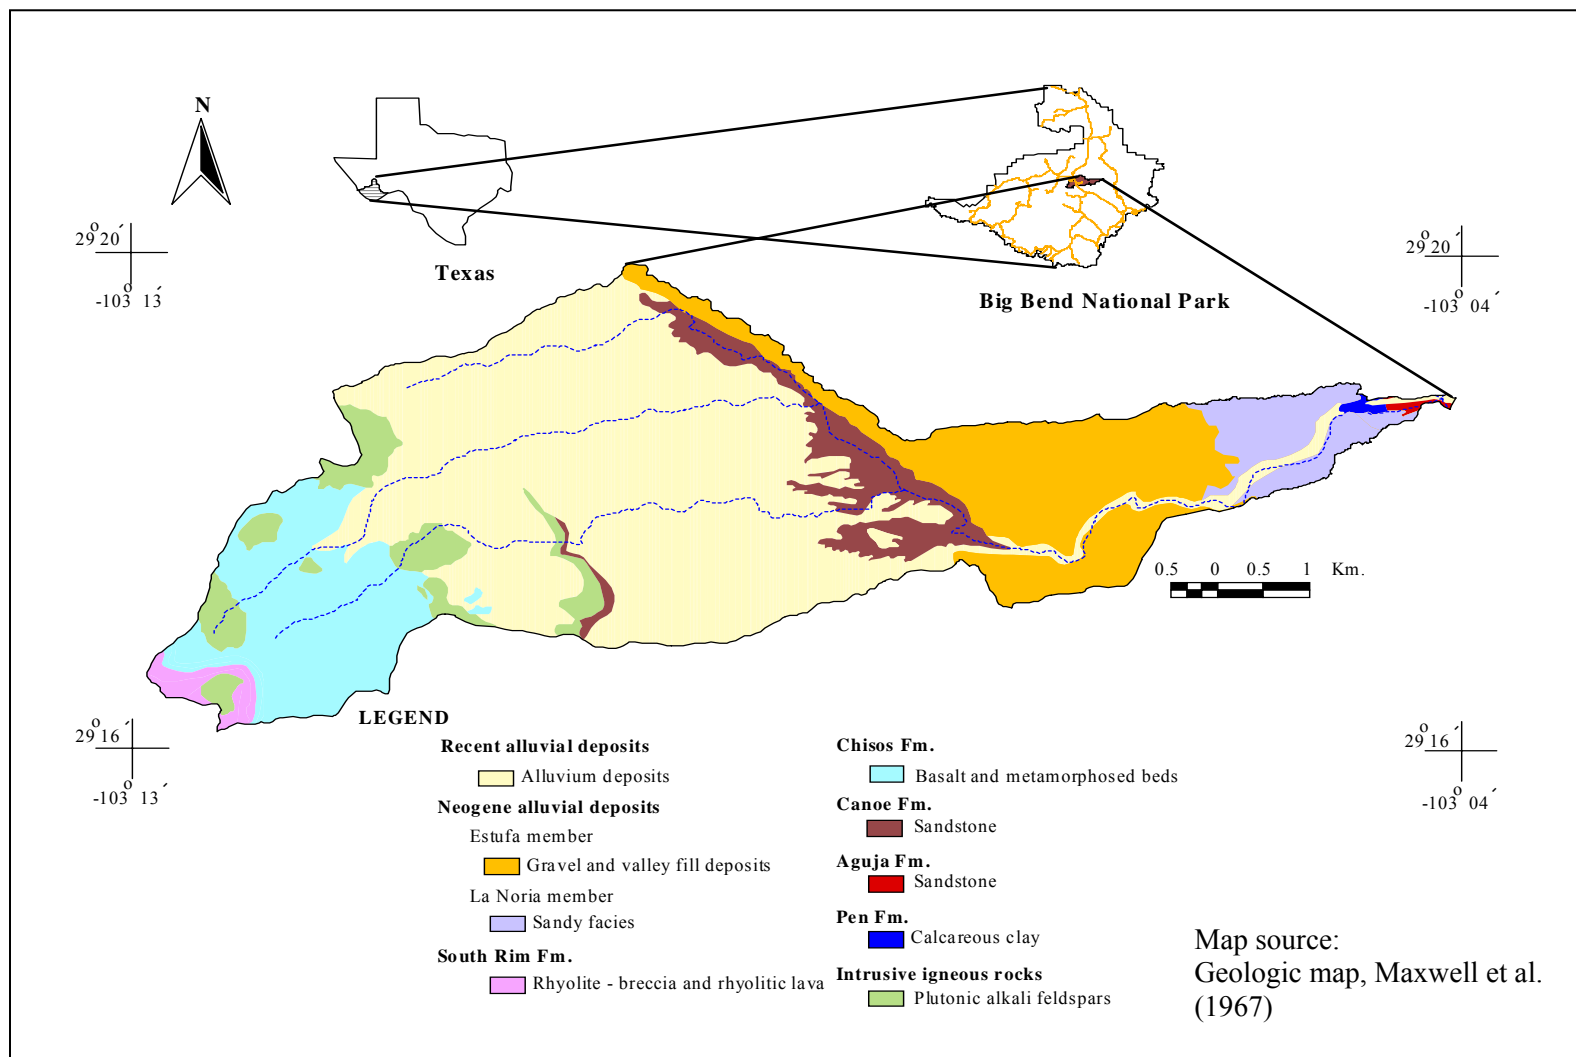 N
29°20´
-103°13´
Texas
Big Bend National Park
29°20´
-103°04´
0.5 0 0.5 1 Km.
LEGEND
Recent alluvial deposits
Alluvium deposits
Neogene alluvial deposits
Estufa member
Gravel and valley fill deposits
La Noria member
Sandy facies
South Rim Fm.
Rhyolite - breccia and rhyolitic lava
Chisos Fm.
Basalt and metamorphosed beds
Canoe Fm.
Sandstone
Aguja Fm.
Sandstone
Pen Fm.
Calcareous clay
Intrusive igneous rocks
Plutonic alkali feldspars
29°16´
-103°13´
29°16´
-103°04´
Map source:
Geologic map, Maxwell et al.
(1967)